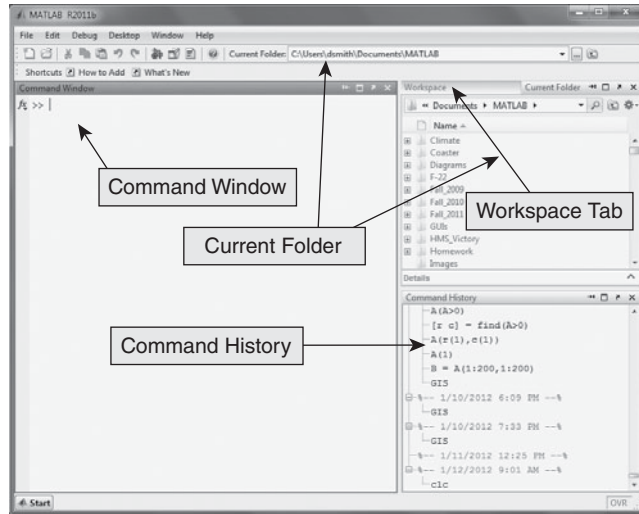 MATLAB R2011b
File Edit Debug Desktop Window Help
Current Folder: C:\Users\dsmith\Documents\MATLAB
Shortcuts How to Add What's New
Command Window
fx >>
Workspace Current Folder
« Documents ▸ MATLAB ▸
Name
Climate
Coaster
Diagrams
F-22
Fall_2009
Fall_2010
Fall_2011
GUIs
HMS_Victory
Homework
Images
Details
Command Window
Current Folder
Workspace Tab
Command History
Command History
A(A>0)
[r c] = find(A>0)
A(r(1),c(1))
A(1)
B = A(1:200,1:200)
GIS
%-- 1/10/2012 6:09 PM --%
GIS
%-- 1/10/2012 7:33 PM --%
GIS
%-- 1/11/2012 12:25 PM --%
%-- 1/12/2012 9:01 AM --%
clc
Start
OVR